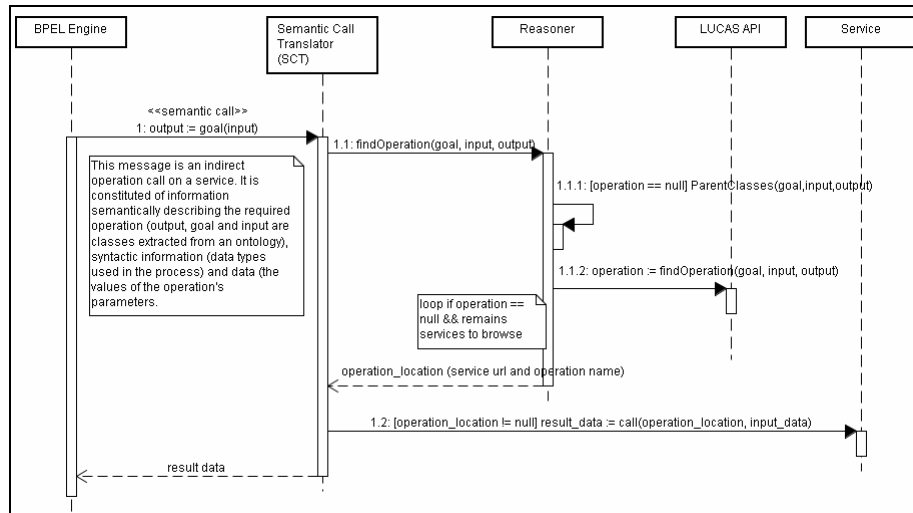 BPEL Engine
Semantic Call
Translator
(SCT)
Reasoner
LUCAS API
Service
<<semantic call>>
1: output := goal(input)
1.1: findOperation(goal, input, output)
This message is an indirect
operation call on a service. It is
constituted of information
semantically describing the required
operation (output, goal and input are
classes extracted from an ontology),
syntactic information (data types
used in the process) and data (the
values of the operation's
parameters.
1.1.1: [operation == null] ParentClasses(goal,input,output)
1.1.2: operation := findOperation(goal, input, output)
loop if operation ==
null && remains
services to browse
operation_location (service url and operation name)
1.2: [operation_location != null] result_data := call(operation_location, input_data)
result data